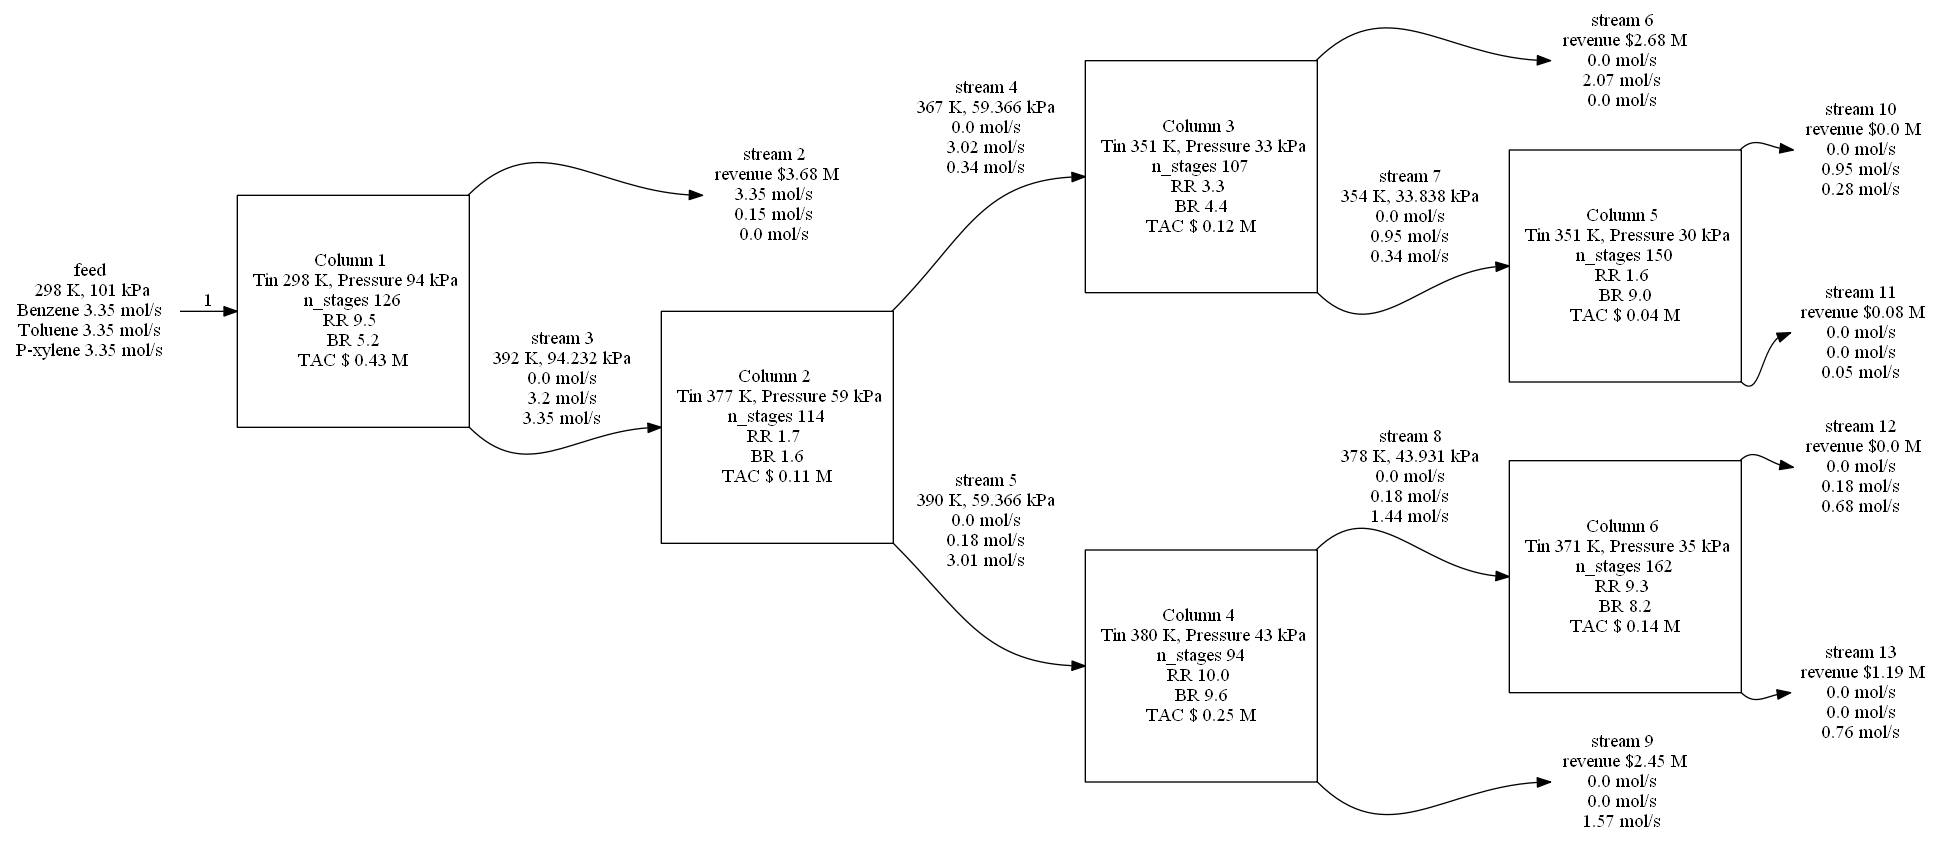 feed
298 K, 101 kPa
Benzene 3.35 mol/s
Toluene 3.35 mol/s
P-xylene 3.35 mol/s
1
Column 1
Tin 298 K, Pressure 94 kPa
n_stages 126
RR 9.5
BR 5.2
TAC $ 0.43 M
stream 2
revenue $3.68 M
3.35 mol/s
0.15 mol/s
0.0 mol/s
stream 3
392 K, 94.232 kPa
0.0 mol/s
3.2 mol/s
3.35 mol/s
Column 2
Tin 377 K, Pressure 59 kPa
n_stages 114
RR 1.7
BR 1.6
TAC $ 0.11 M
stream 4
367 K, 59.366 kPa
0.0 mol/s
3.02 mol/s
0.34 mol/s
stream 5
390 K, 59.366 kPa
0.0 mol/s
0.18 mol/s
3.01 mol/s
Column 3
Tin 351 K, Pressure 33 kPa
n_stages 107
RR 3.3
BR 4.4
TAC $ 0.12 M
stream 6
revenue $2.68 M
0.0 mol/s
2.07 mol/s
0.0 mol/s
stream 7
354 K, 33.838 kPa
0.0 mol/s
0.95 mol/s
0.34 mol/s
Column 5
Tin 351 K, Pressure 30 kPa
n_stages 150
RR 1.6
BR 9.0
TAC $ 0.04 M
stream 10
revenue $0.0 M
0.0 mol/s
0.95 mol/s
0.28 mol/s
stream 11
revenue $0.08 M
0.0 mol/s
0.0 mol/s
0.05 mol/s
Column 4
Tin 380 K, Pressure 43 kPa
n_stages 94
RR 10.0
BR 9.6
TAC $ 0.25 M
stream 8
378 K, 43.931 kPa
0.0 mol/s
0.18 mol/s
1.44 mol/s
Column 6
Tin 371 K, Pressure 35 kPa
n_stages 162
RR 9.3
BR 8.2
TAC $ 0.14 M
stream 12
revenue $0.0 M
0.0 mol/s
0.18 mol/s
0.68 mol/s
stream 13
revenue $1.19 M
0.0 mol/s
0.0 mol/s
0.76 mol/s
stream 9
revenue $2.45 M
0.0 mol/s
0.0 mol/s
1.57 mol/s